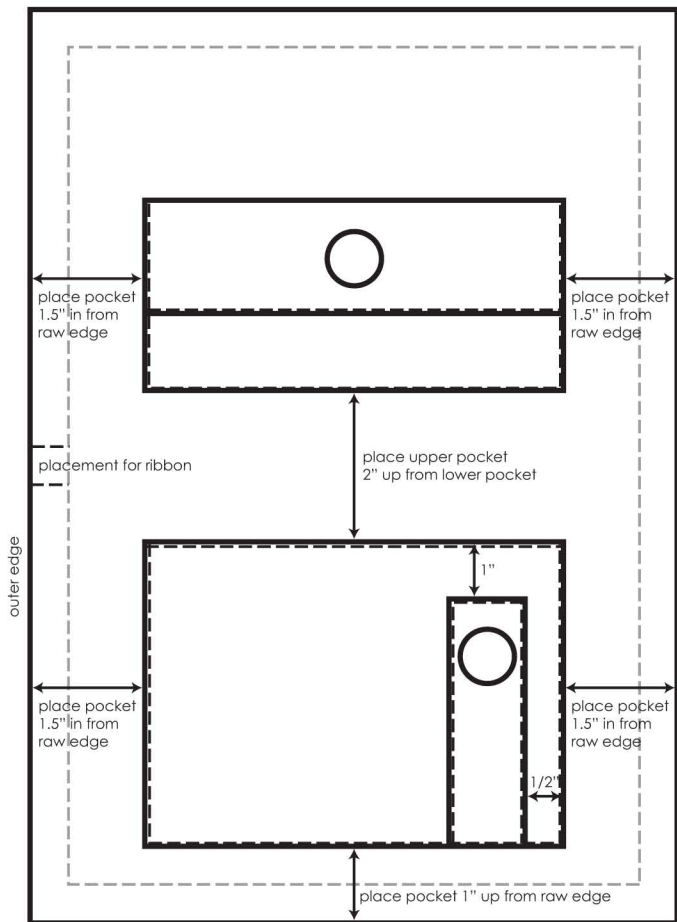 place pocket
1.5” in from
raw edge
place pocket
1.5” in from
raw edge
placement for ribbon
place upper pocket
2” up from lower pocket
outer edge
1”
place pocket
1.5” in from
raw edge
place pocket
1.5” in from
raw edge
1/2”
place pocket 1” up from raw edge